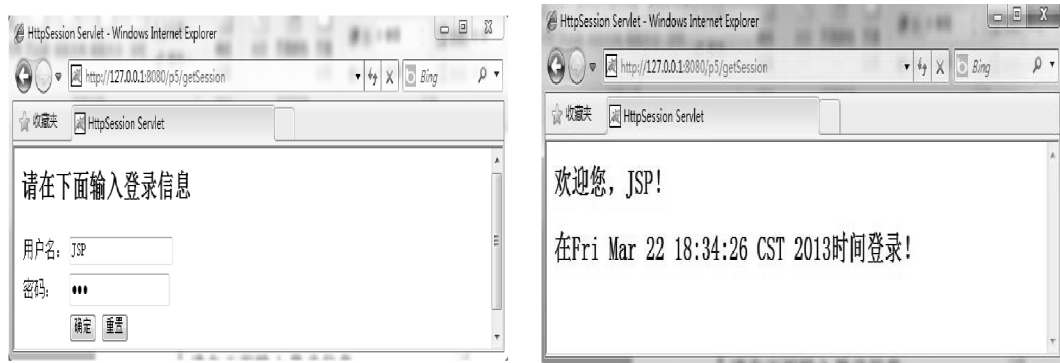 HttpSession Servlet - Windows Internet Explorer
http://127.0.0.1:8080/p5/getSession
Bing
收藏夹
HttpSession Servlet
请在下面输入登录信息
用户名:
JSP
密码:
●●●
确定
重置
HttpSession Servlet - Windows Internet Explorer
http://127.0.0.1:8080/p5/getSession
Bing
收藏夹
HttpSession Servlet
欢迎您, JSP!
在Fri Mar 22 18:34:26 CST 2013时间登录!